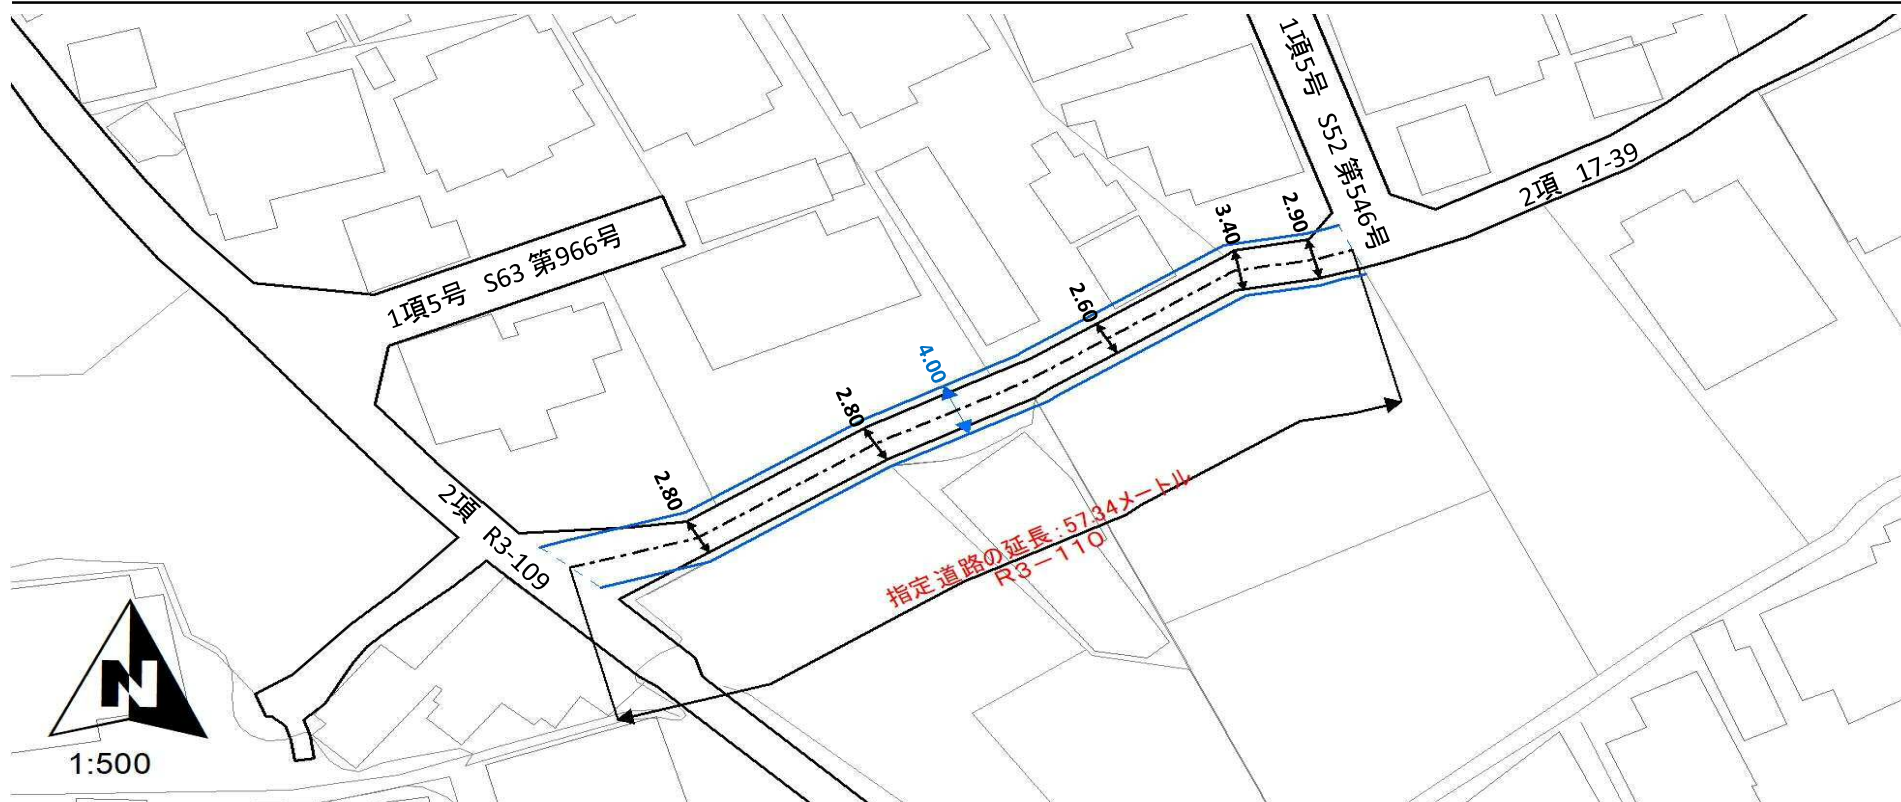 1項5号 S52 第546号
2項 17-39
2.90
3.40
1項5号 S63 第966号
2.60
4.00
2.80
2.80
2項 R3-109
指定道路の延長:57.34メートル
R3-110
N
1:500